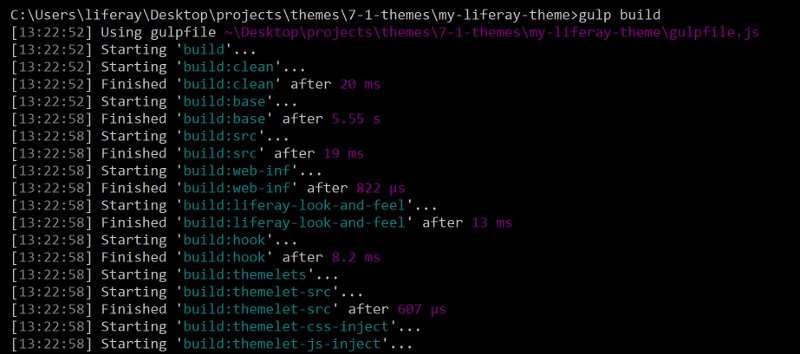 C:\Users\liferay\Desktop\projects\themes\7-1-themes\my-liferay-theme>gulp build
[13:22:52] Using gulpfile ~\Desktop\projects\themes\7-1-themes\my-liferay-theme\gulpfile.js
[13:22:52] Starting 'build'...
[13:22:52] Starting 'build:clean'...
[13:22:52] Finished 'build:clean' after 20 ms
[13:22:52] Starting 'build:base'...
[13:22:58] Finished 'build:base' after 5.55 s
[13:22:58] Starting 'build:src'...
[13:22:58] Finished 'build:src' after 19 ms
[13:22:58] Starting 'build:web-inf'...
[13:22:58] Finished 'build:web-inf' after 822 μs
[13:22:58] Starting 'build:liferay-look-and-feel'...
[13:22:58] Finished 'build:liferay-look-and-feel' after 13 ms
[13:22:58] Starting 'build:hook'...
[13:22:58] Finished 'build:hook' after 8.2 ms
[13:22:58] Starting 'build:themelets'...
[13:22:58] Starting 'build:themelet-src'...
[13:22:58] Finished 'build:themelet-src' after 607 μs
[13:22:58] Starting 'build:themelet-css-inject'...
[13:22:58] Starting 'build:themelet-js-inject'...